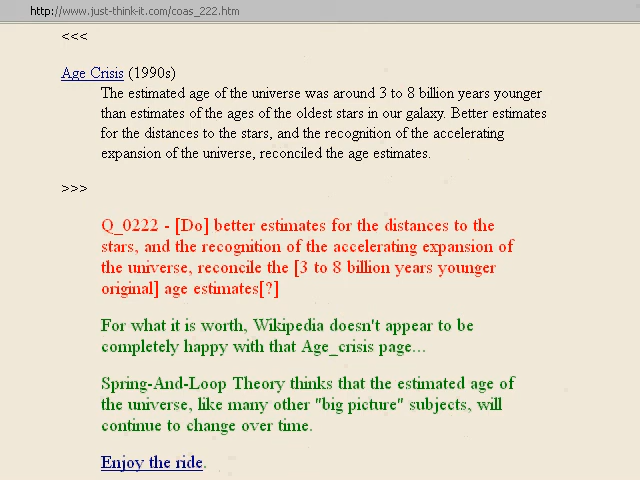 http://www.just-think-it.com/coas_222.htm
<<<
Age Crisis (1990s)
The estimated age of the universe was around 3 to 8 billion years younger
than estimates of the ages of the oldest stars in our galaxy. Better estimates
for the distances to the stars, and the recognition of the accelerating
expansion of the universe, reconciled the age estimates.
>>>
Q_0222 - [Do] better estimates for the distances to the
stars, and the recognition of the accelerating expansion of
the universe, reconcile the [3 to 8 billion years younger
original] age estimates[?]
For what it is worth, Wikipedia doesn't appear to be
completely happy with that Age_crisis page...
Spring-And-Loop Theory thinks that the estimated age of
the universe, like many other "big picture" subjects, will
continue to change over time.
Enjoy the ride.